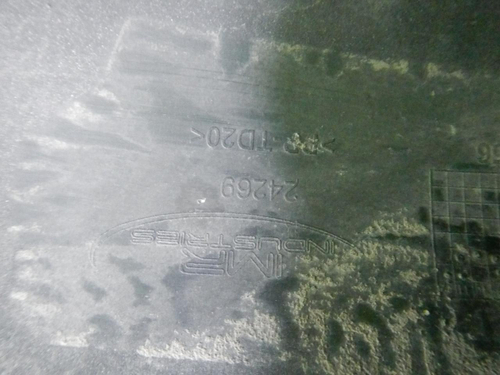 INDUSTRIES
24269
>PP-TD20<